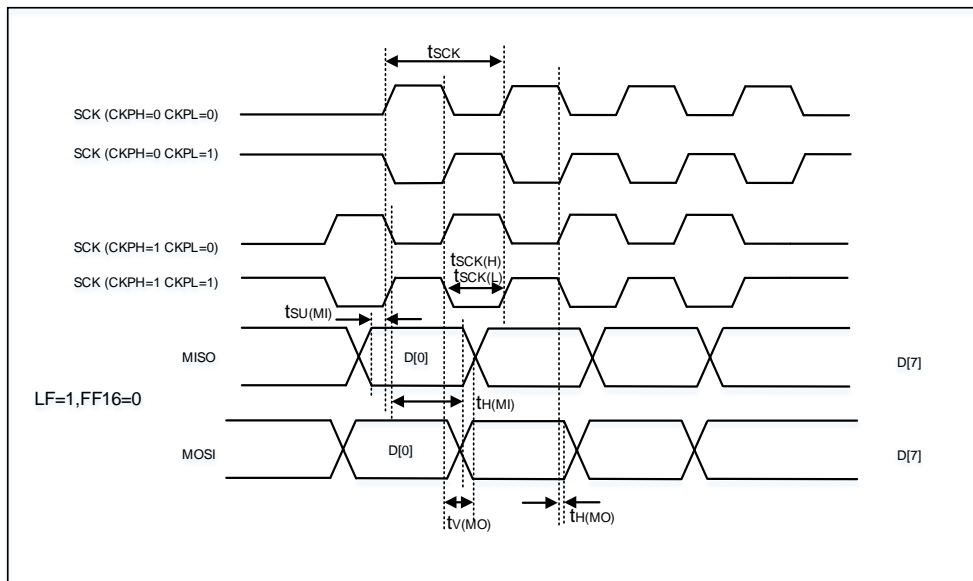 tSCK
SCK (CKPH=0 CKPL=0)
SCK (CKPH=0 CKPL=1)
SCK (CKPH=1 CKPL=0)
tSCK(H)
tSCK(L)
SCK (CKPH=1 CKPL=1)
tSU(MI)
MISO
D[0]
D[7]
LF=1,FF16=0
tH(MI)
MOSI
D[0]
D[7]
tV(MO)
tH(MO)